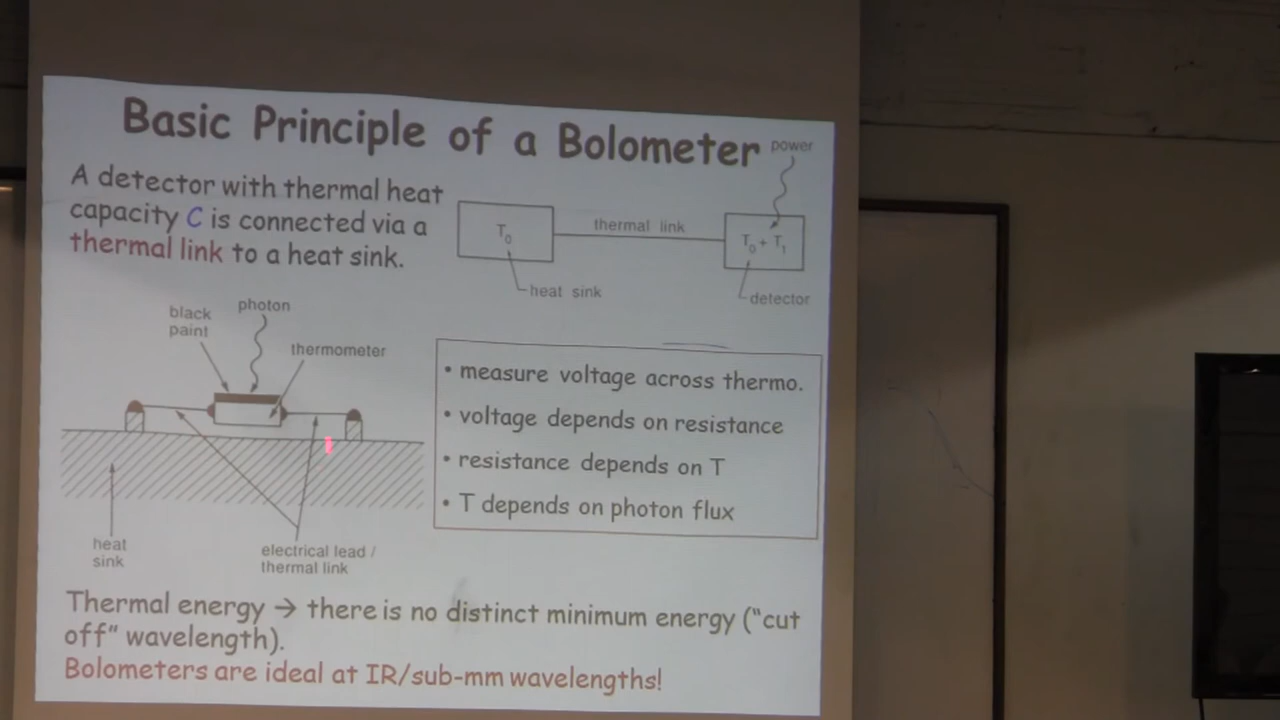 Basic Principle of a Bolometer
A detector with thermal heat
capacity C is connected via a
thermal link to a heat sink.
power
T0
thermal link
T0 + T1
heat sink
detector
photon
black
paint
thermometer
heat
sink
electrical lead /
thermal link
• measure voltage across thermo.
• voltage depends on resistance
• resistance depends on T
• T depends on photon flux
Thermal energy → there is no distinct minimum energy ("cut
off" wavelength).
Bolometers are ideal at IR/sub-mm wavelengths!